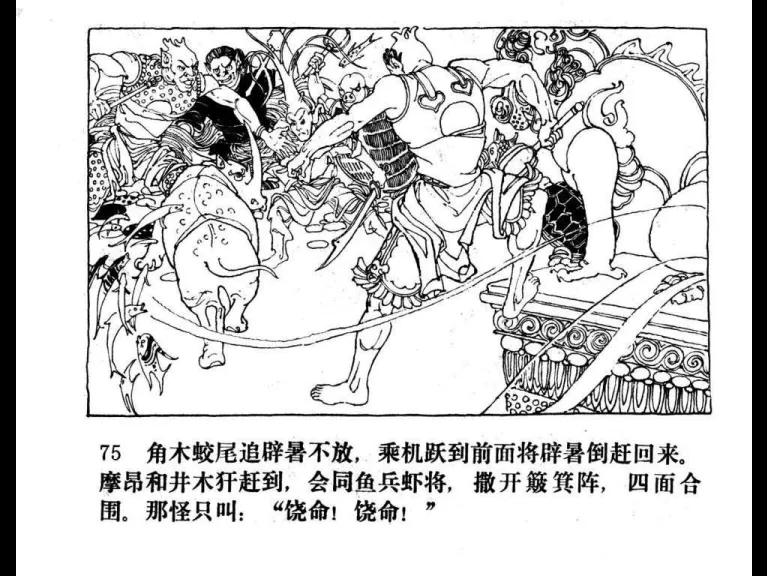 75 角木蛟尾追辟暑不放，乘机跃到前面将辟暑倒赶回来。
摩昂和井木犴赶到，会同鱼兵虾将，撒开簸箕阵，四面合
围。那怪只叫：“饶命！饶命！”